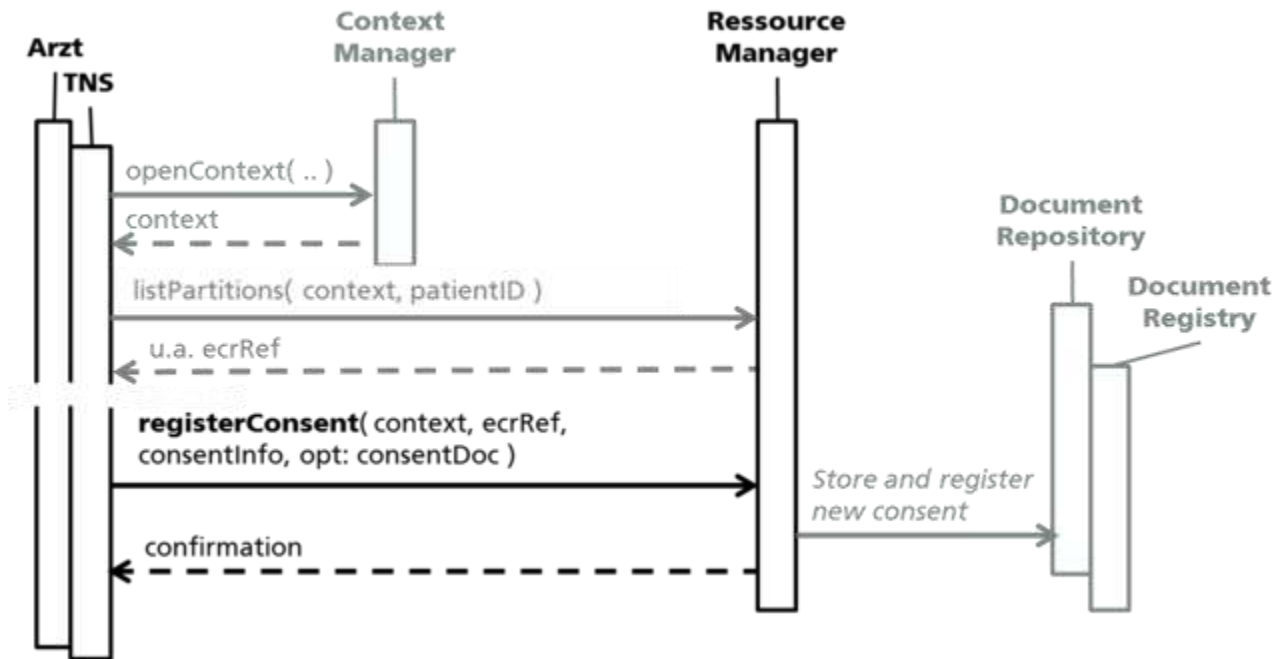 Context
Manager
Ressource
Manager
Arzt
TNS
openContext( .. )
context
Document
Repository
listPartitions( context, patientID )
Document
Registry
u.a. ecrRef
registerConsent( context, ecrRef,
consentInfo, opt: consentDoc )
Store and register
new consent
confirmation